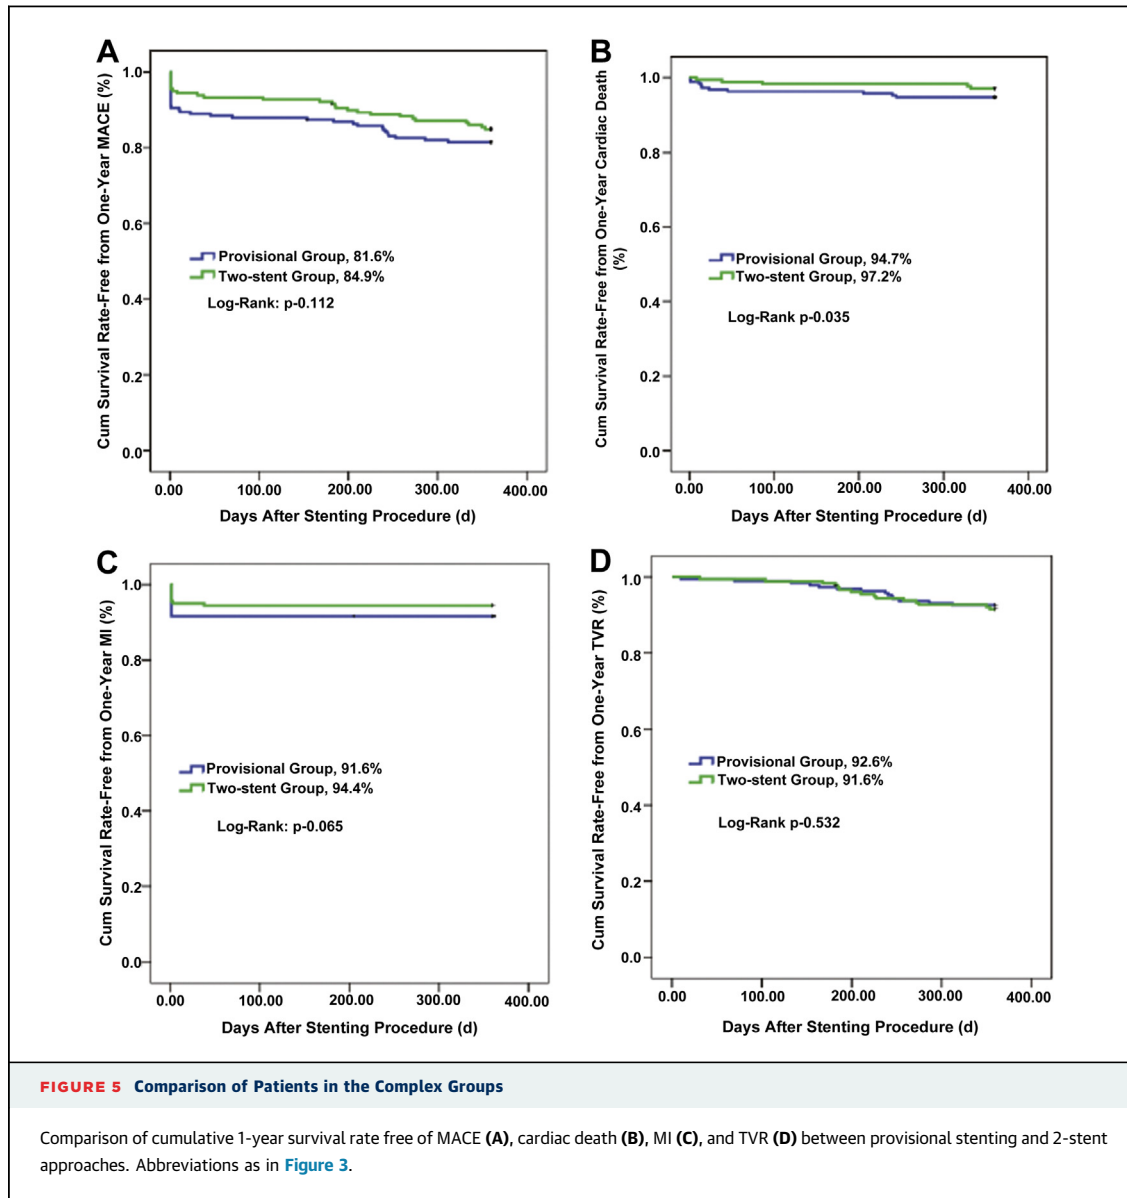 A
Cum Survival Rate-Free from One-Year MACE (%)
1.0
0.8
0.6
0.4
0.2
0.0
Provisional Group, 81.6%
Two-stent Group, 84.9%
Log-Rank: p-0.112
0.00 100.00 200.00 300.00 400.00
Days After Stenting Procedure (d)
B
Cum Survival Rate-Free from One-Year Cardiac Death
(%)
1.0
0.8
0.6
0.4
0.2
0.0
Provisional Group, 94.7%
Two-stent Group, 97.2%
Log-Rank p-0.035
0.00 100.00 200.00 300.00 400.00
Days After Stenting Procedure (d)
C
Cum Survival Rate-Free from One-Year MI (%)
1.0
0.8
0.6
0.4
0.2
0.0
Provisional Group, 91.6%
Two-stent Group, 94.4%
Log-Rank: p-0.065
0.00 100.00 200.00 300.00 400.00
Days After Stenting Procedure (d)
D
Cum Survival Rate-Free from One-Year TVR (%)
1.0
0.8
0.6
0.4
0.2
0.0
Provisional Group, 92.6%
Two-stent Group, 91.6%
Log-Rank p-0.532
0.00 100.00 200.00 300.00 400.00
Days After Stenting Procedure (d)
FIGURE 5 Comparison of Patients in the Complex Groups
Comparison of cumulative 1-year survival rate free of MACE (A), cardiac death (B), MI (C), and TVR (D) between provisional stenting and 2-stent
approaches. Abbreviations as in Figure 3.